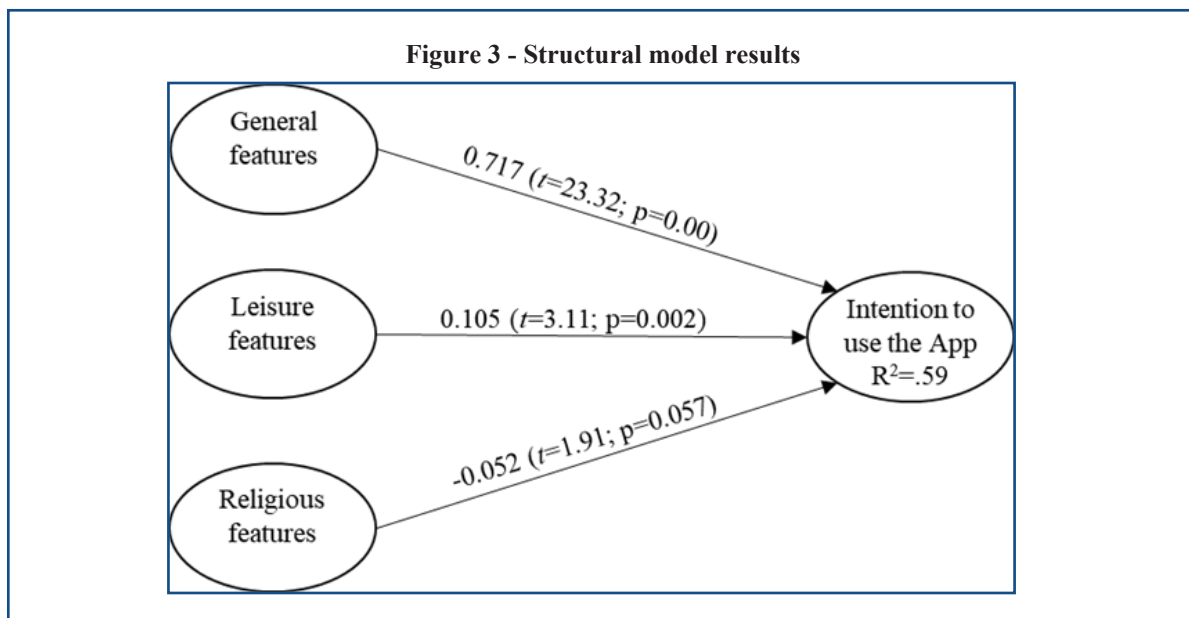 Figure 3 - Structural model results
General
features
0.717 (t=23.32; p=0.00)
Leisure
features
0.105 (t=3.11; p=0.002)
Intention to
use the App
R²=.59
-0.052 (t=1.91; p=0.057)
Religious
features